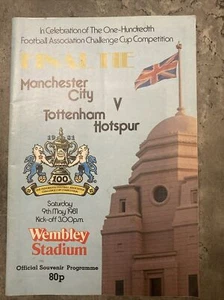 In Celebration of The One-Hundredth
Football Association Challenge Cup Competition
FINAL TIE
Manchester
City
V
Tottenham
Hotspur
100
Saturday
9th May 1981
Kick-off 3.00p.m.
Wembley
Stadium
Official Souvenir Programme
80p